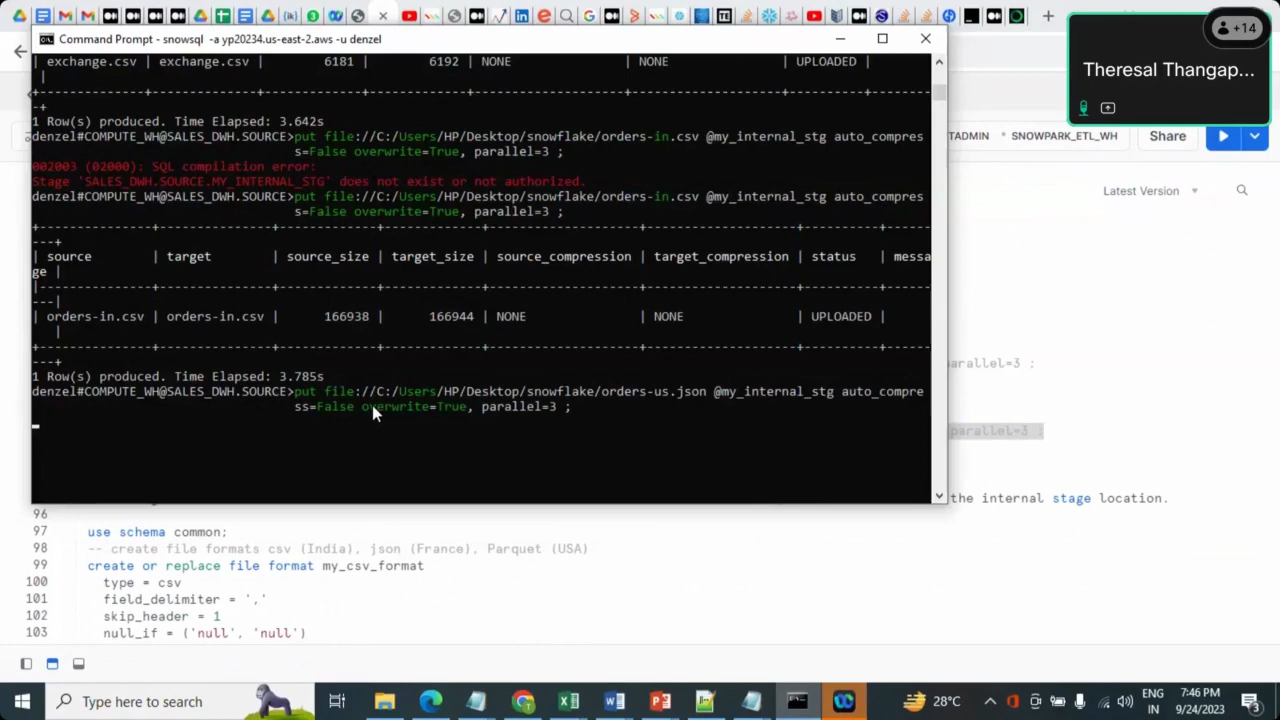 Command Prompt - snowsql -a yp20234.us-east-2.aws -u denzel
+14
Theresal Thangap...
| exchange.csv | exchange.csv | 6181 | 6192 | NONE | NONE | UPLOADED |
|
1 Row(s) produced. Time Elapsed: 3.642s
denzel#COMPUTE_WH@SALES_DWH.SOURCE>put file://C:/Users/HP/Desktop/snowflake/orders-in.csv @my_internal_stg auto_compres
s=False overwrite=True, parallel=3 ;
002003 (02000): SQL compilation error:
Stage 'SALES_DWH.SOURCE.MY_INTERNAL_STG' does not exist or not authorized.
denzel#COMPUTE_WH@SALES_DWH.SOURCE>put file://C:/Users/HP/Desktop/snowflake/orders-in.csv @my_internal_stg auto_compres
s=False overwrite=True, parallel=3 ;
| source | target | source_size | target_size | source_compression | target_compression | status | messa
ge |
| orders-in.csv | orders-in.csv | 166938 | 166944 | NONE | NONE | UPLOADED |
|
1 Row(s) produced. Time Elapsed: 3.785s
denzel#COMPUTE_WH@SALES_DWH.SOURCE>put file://C:/Users/HP/Desktop/snowflake/orders-us.json @my_internal_stg auto_compre
ss=False overwrite=True, parallel=3 ;
TADMIN SNOWPARK_ETL_WH Share
Latest Version
parallel=3 ;
parallel=3 ;
the internal stage location.
96
97 use schema common;
98 -- create file formats csv (India), json (France), Parquet (USA)
99 create or replace file format my_csv_format
100 type = csv
101 field_delimiter = ','
102 skip_header = 1
103 null_if = ('null', 'null')
Type here to search
28°C
ENG
IN
7:46 PM
9/24/2023
3